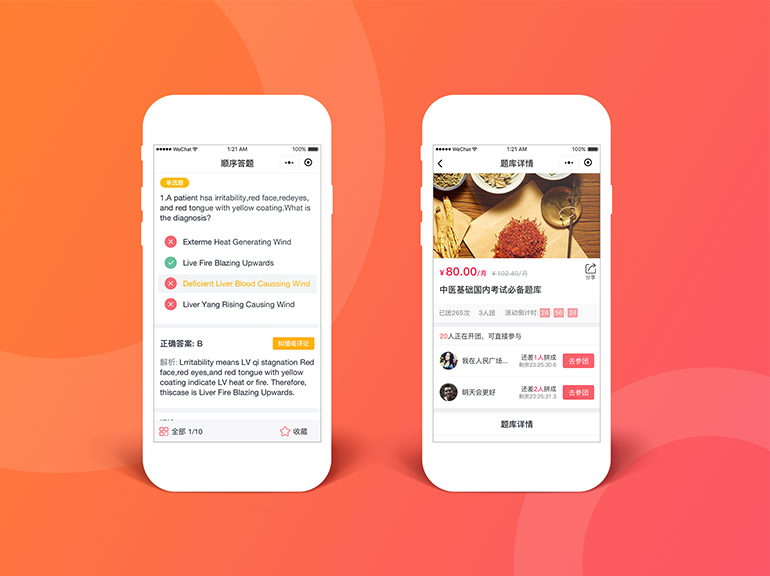 WeChat 1:21 AM 100%
顺序答题
单选题
1.A patient hsa irritability,red face,redeyes,
and red tongue with yellow coating.What is
the diagnosis?
Exterme Heat Generating Wind
Live Fire Blazing Upwards
Deficient Liver Blood Caussing Wind
Liver Yang Rising Causing Wind
正确答案: B
纠错或评论
解析: Lrritability means LV qi stagnation Red
face,red eyes,and red tongue with yellow
coating indicate LV heat or fire. Therefore,
thiscase is Liver Fire Blazing Upwards.
全部 1/10
收藏
WeChat 1:21 AM 100%
题库详情
¥80.00/月 ¥102.40/月
分享
中医基础国内考试必备题库
已团265次 3人团 活动倒计时: 24 : 56 : 24
20人正在开团，可直接参与
我在人民广场... 还差1人拼成
剩余23:25:30.6
去参团
明天会更好 还差2人拼成
剩余23:25:31.3
去参团
题库详情